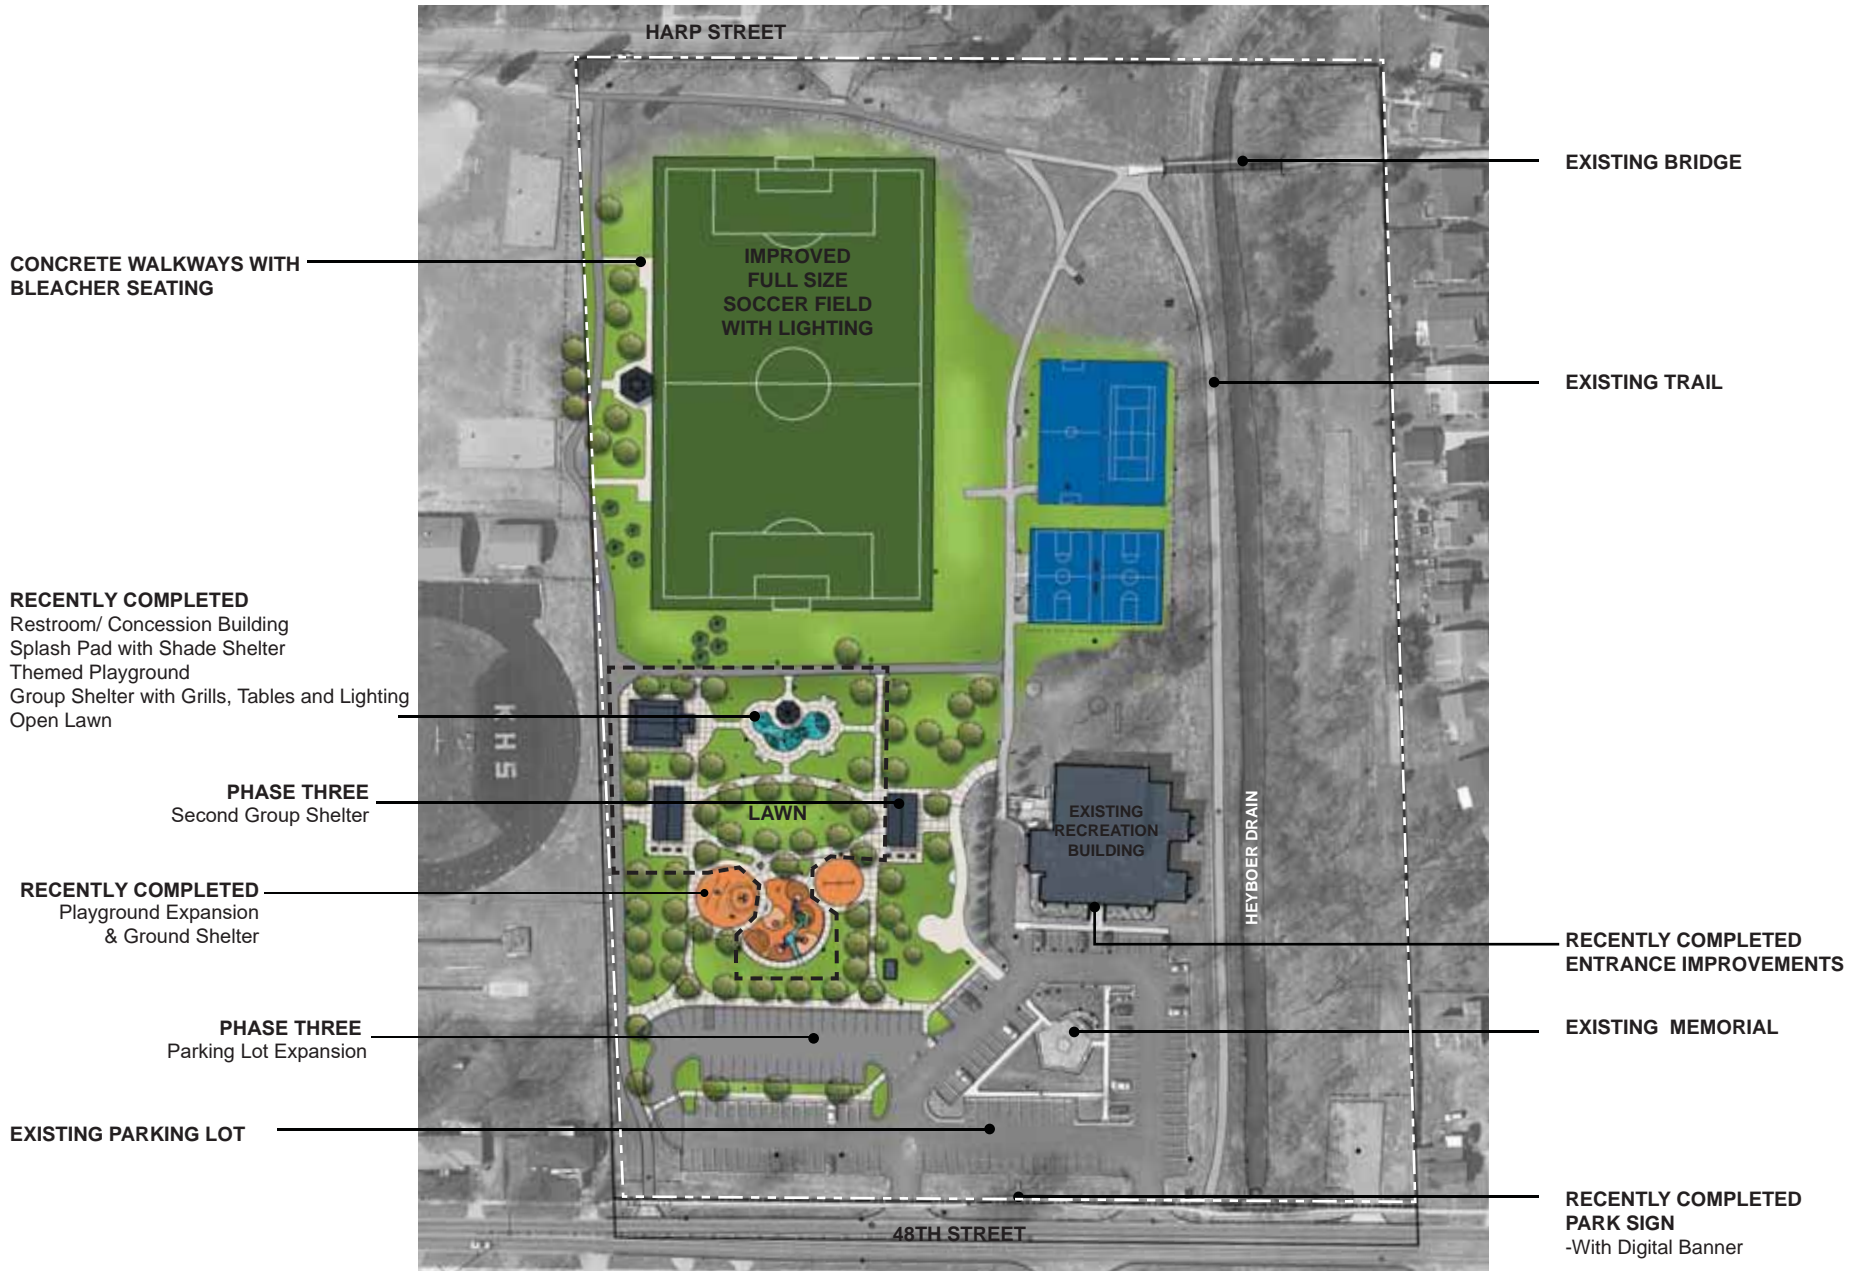 HARP STREET
EXISTING BRIDGE
CONCRETE WALKWAYS WITH
BLEACHER SEATING
IMPROVED
FULL SIZE
SOCCER FIELD
WITH LIGHTING
EXISTING TRAIL
RECENTLY COMPLETED
Restroom/ Concession Building
Splash Pad with Shade Shelter
Themed Playground
Group Shelter with Grills, Tables and Lighting
Open Lawn
KHS
PHASE THREE
Second Group Shelter
LAWN
EXISTING
RECREATION
BUILDING
HEYBOER DRAIN
RECENTLY COMPLETED
Playground Expansion
& Ground Shelter
RECENTLY COMPLETED
ENTRANCE IMPROVEMENTS
PHASE THREE
Parking Lot Expansion
EXISTING MEMORIAL
EXISTING PARKING LOT
RECENTLY COMPLETED
PARK SIGN
-With Digital Banner
48TH STREET